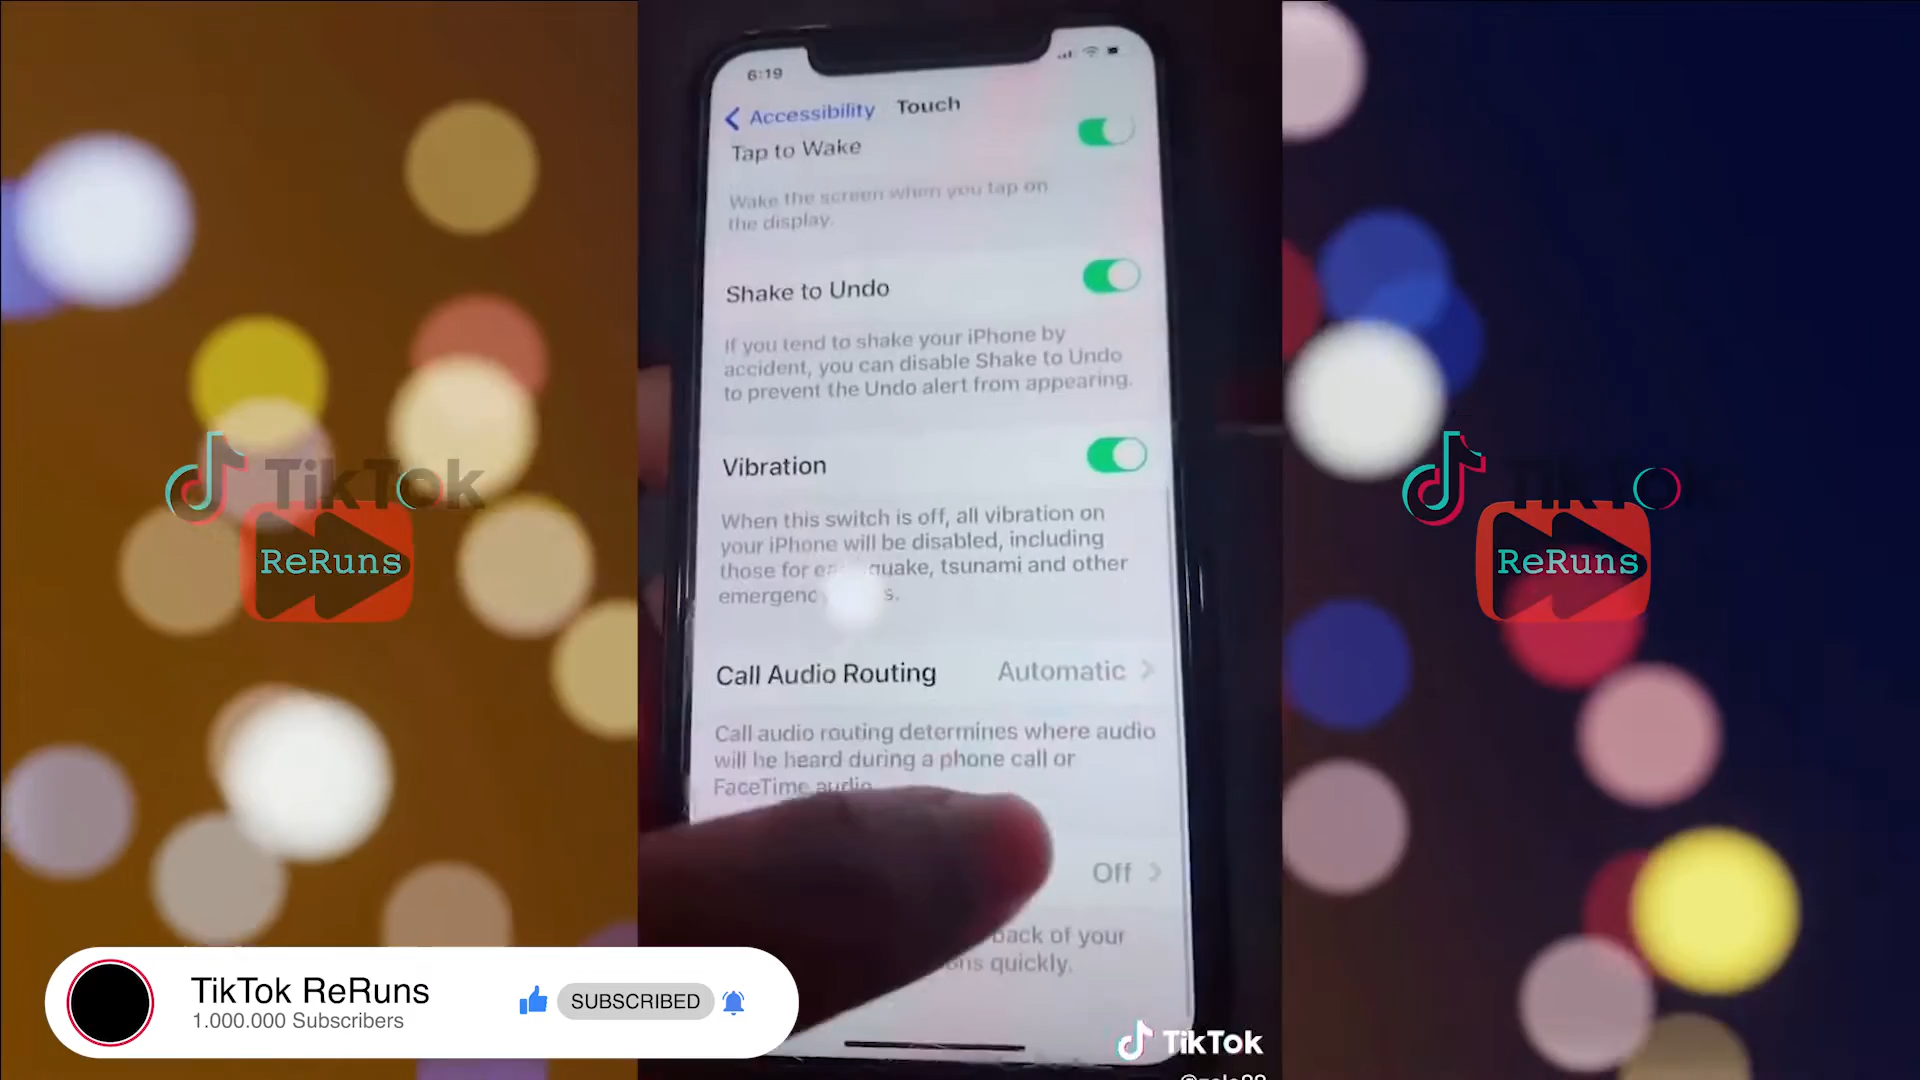 6:19
Accessibility Touch
Tap to Wake
Wake the screen when you tap on
the display.
Shake to Undo
If you tend to shake your iPhone by
accident, you can disable Shake to Undo
to prevent the Undo alert from appearing.
Vibration
When this switch is off, all vibration on
your iPhone will be disabled, including
those for earthquake, tsunami and other
Call Audio Routing Automatic
Call audio routing determines where audio
will be heard during a phone call or
FaceTime audio
Off
back of your
quickly.
TikTok
ReRuns
TikTok
ReRuns
TikTok ReRuns
1.000.000 Subscribers
SUBSCRIBED
TikTok